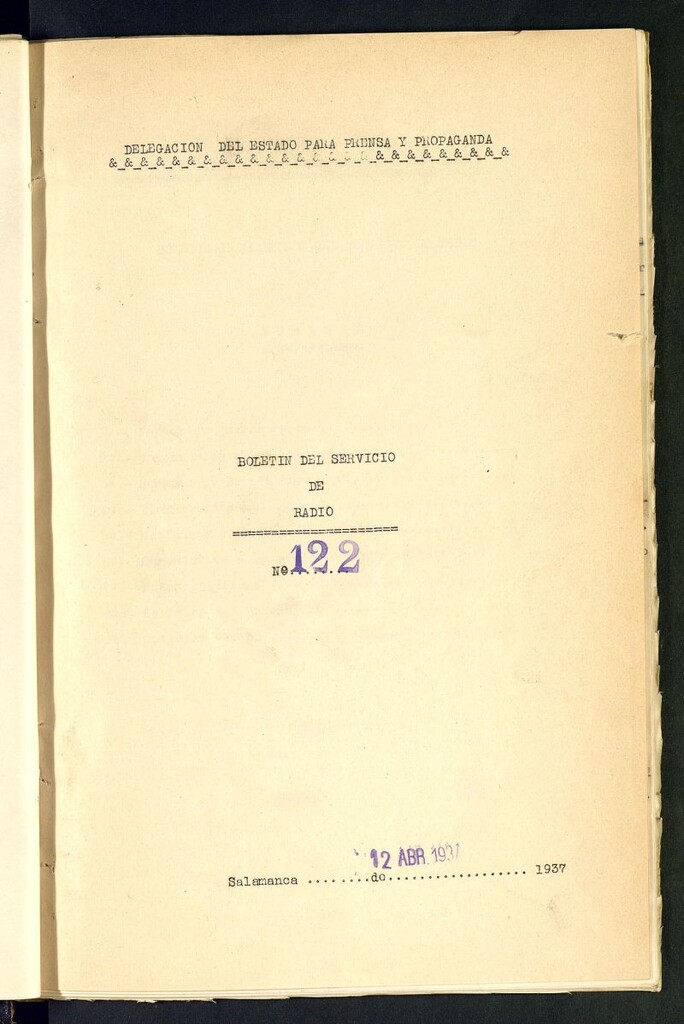 DELEGACION DEL ESTADO PARA PRENSA Y PROPAGANDA
&_&_&_&_&_&_&_&_&_&_&_&_&_&_&_&_&_&_&_&_&_&_&_&_&_&
BOLETIN DEL SERVICIO
DE
RADIO
=====================
Nº 122
12 ABR. 1937
Salamanca ........de.................. 1937